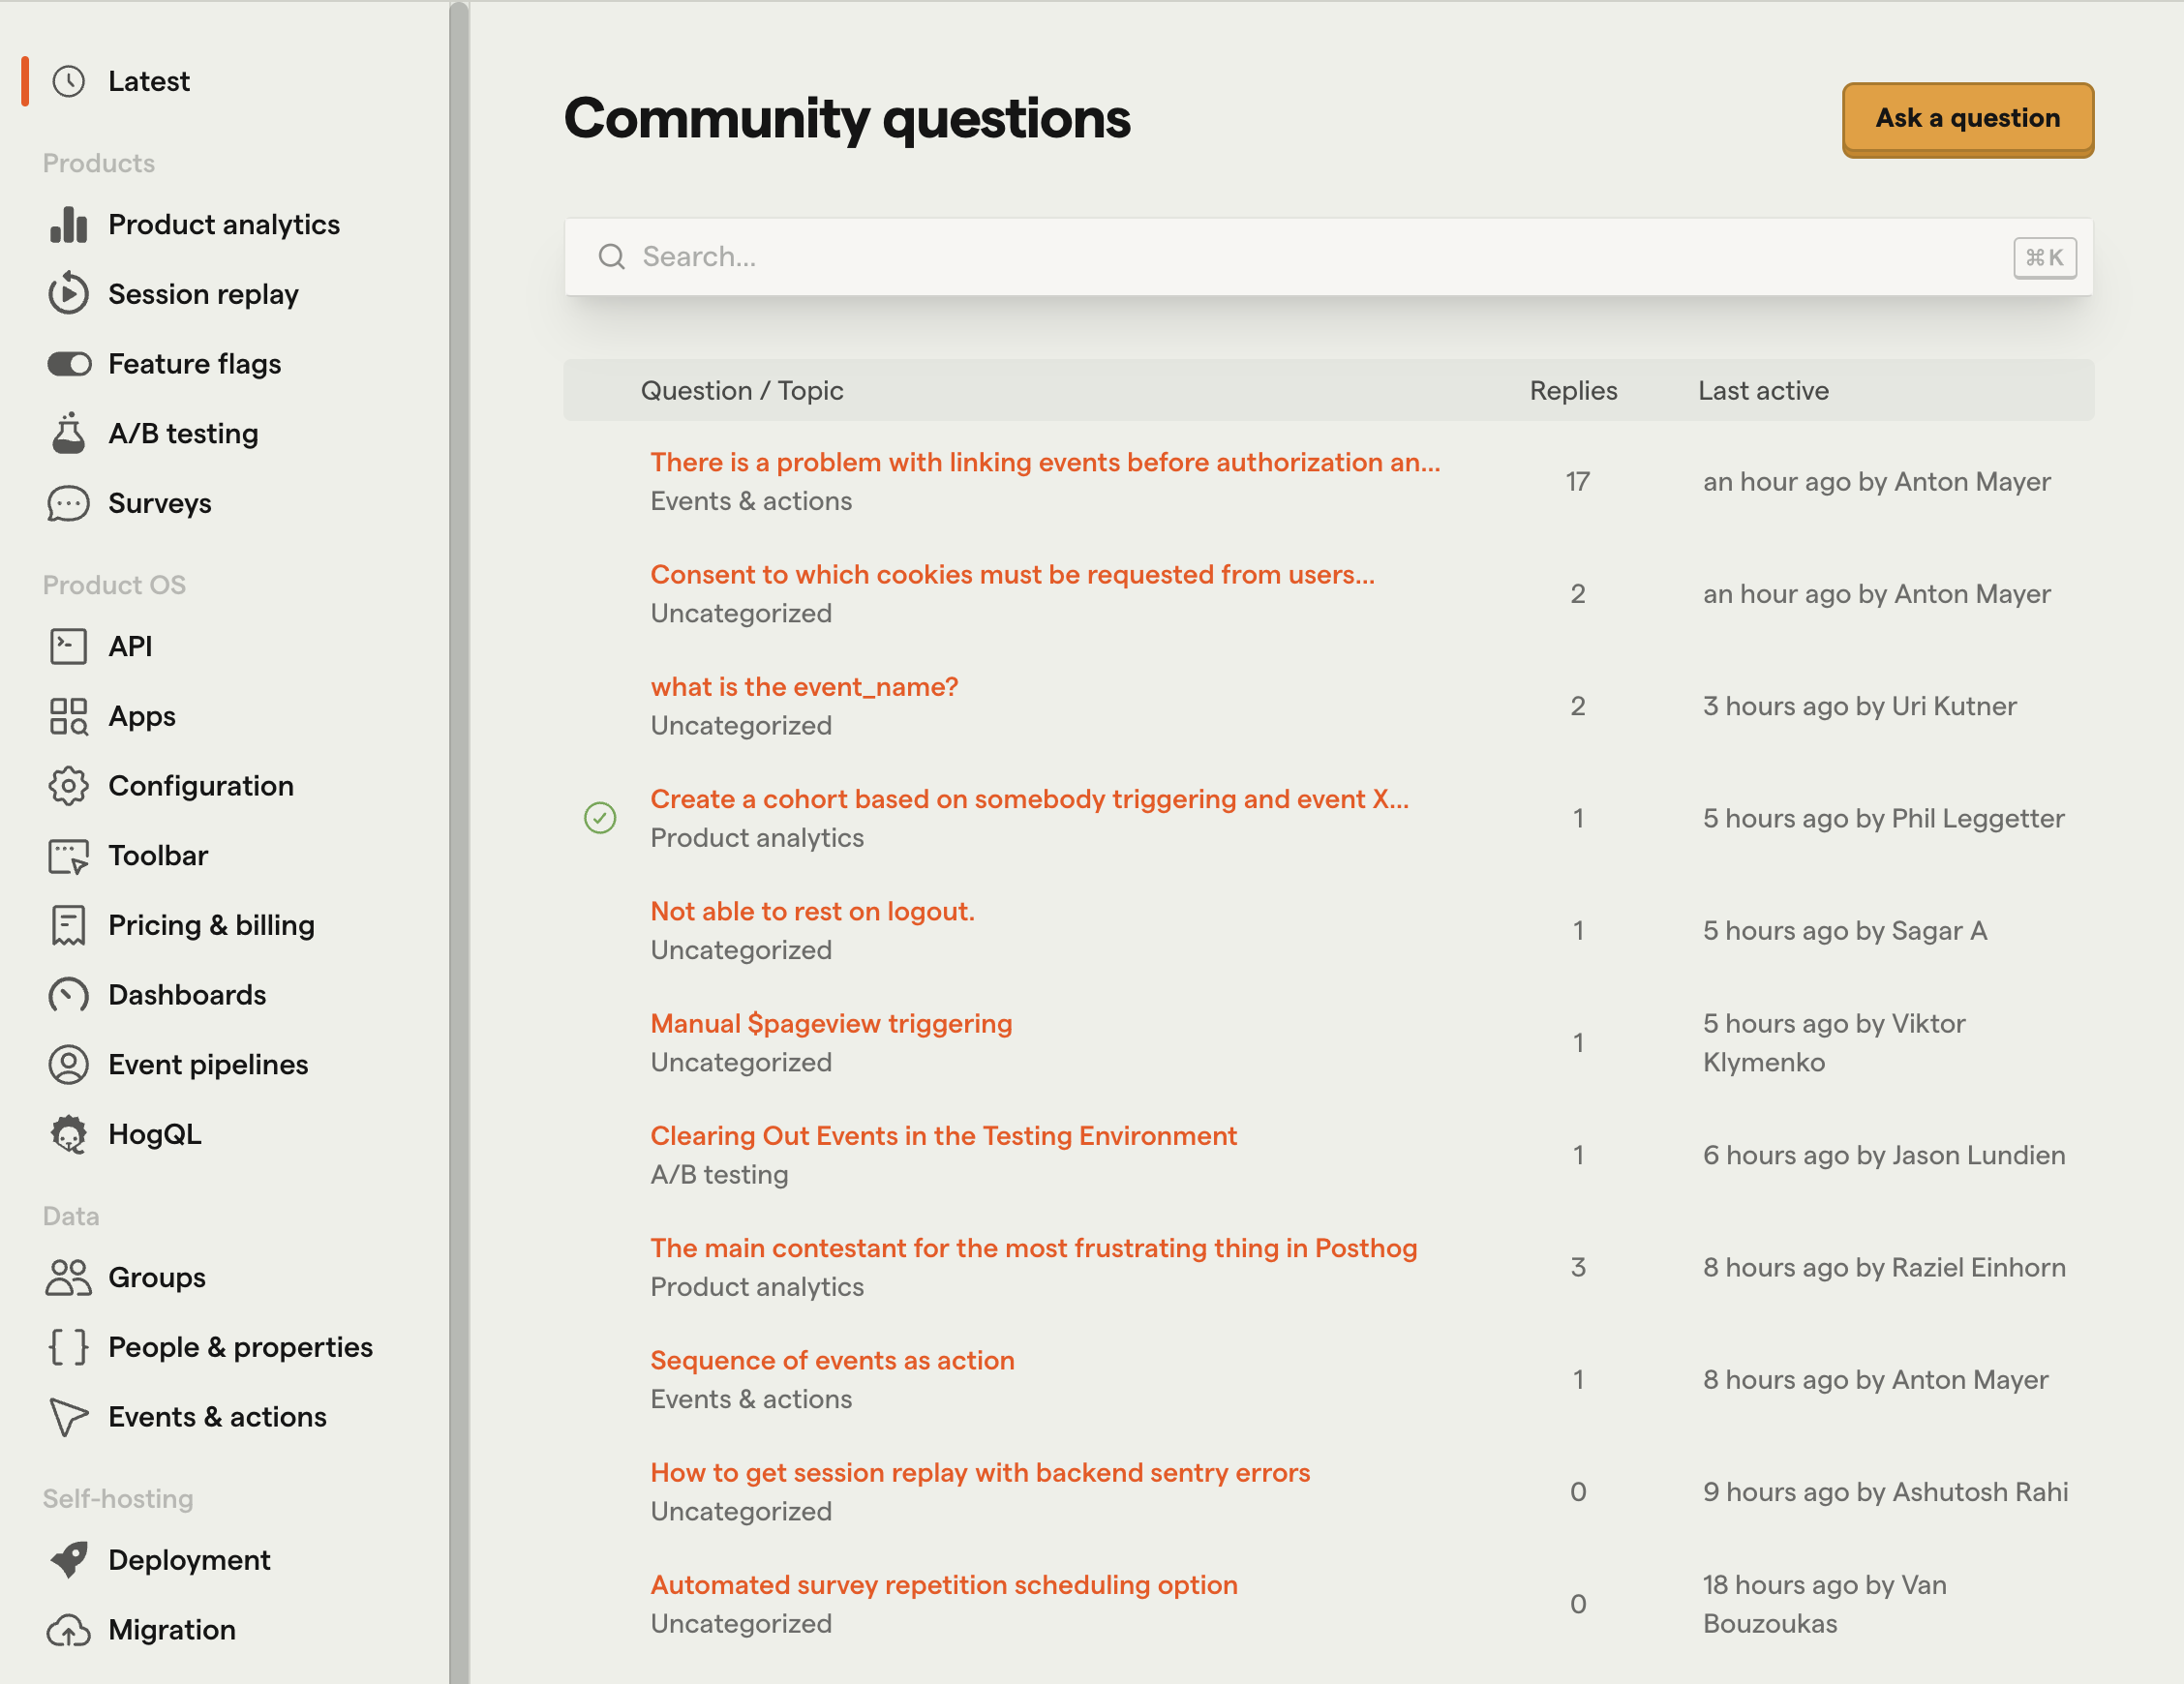 Latest
Products
Product analytics
Session replay
Feature flags
A/B testing
Surveys
Product OS
API
Apps
Configuration
Toolbar
Pricing & billing
Dashboards
Event pipelines
HogQL
Data
Groups
People & properties
Events & actions
Self-hosting
Deployment
Migration
Community questions
Ask a question
Search...
⌘K
Question / Topic Replies Last active
There is a problem with linking events before authorization an...
Events & actions
17
an hour ago by Anton Mayer
Consent to which cookies must be requested from users...
Uncategorized
2
an hour ago by Anton Mayer
what is the event_name?
Uncategorized
2
3 hours ago by Uri Kutner
Create a cohort based on somebody triggering and event X...
Product analytics
1
5 hours ago by Phil Leggetter
Not able to rest on logout.
Uncategorized
1
5 hours ago by Sagar A
Manual $pageview triggering
Uncategorized
1
5 hours ago by Viktor
Klymenko
Clearing Out Events in the Testing Environment
A/B testing
1
6 hours ago by Jason Lundien
The main contestant for the most frustrating thing in Posthog
Product analytics
3
8 hours ago by Raziel Einhorn
Sequence of events as action
Events & actions
1
8 hours ago by Anton Mayer
How to get session replay with backend sentry errors
Uncategorized
0
9 hours ago by Ashutosh Rahi
Automated survey repetition scheduling option
Uncategorized
0
18 hours ago by Van
Bouzoukas